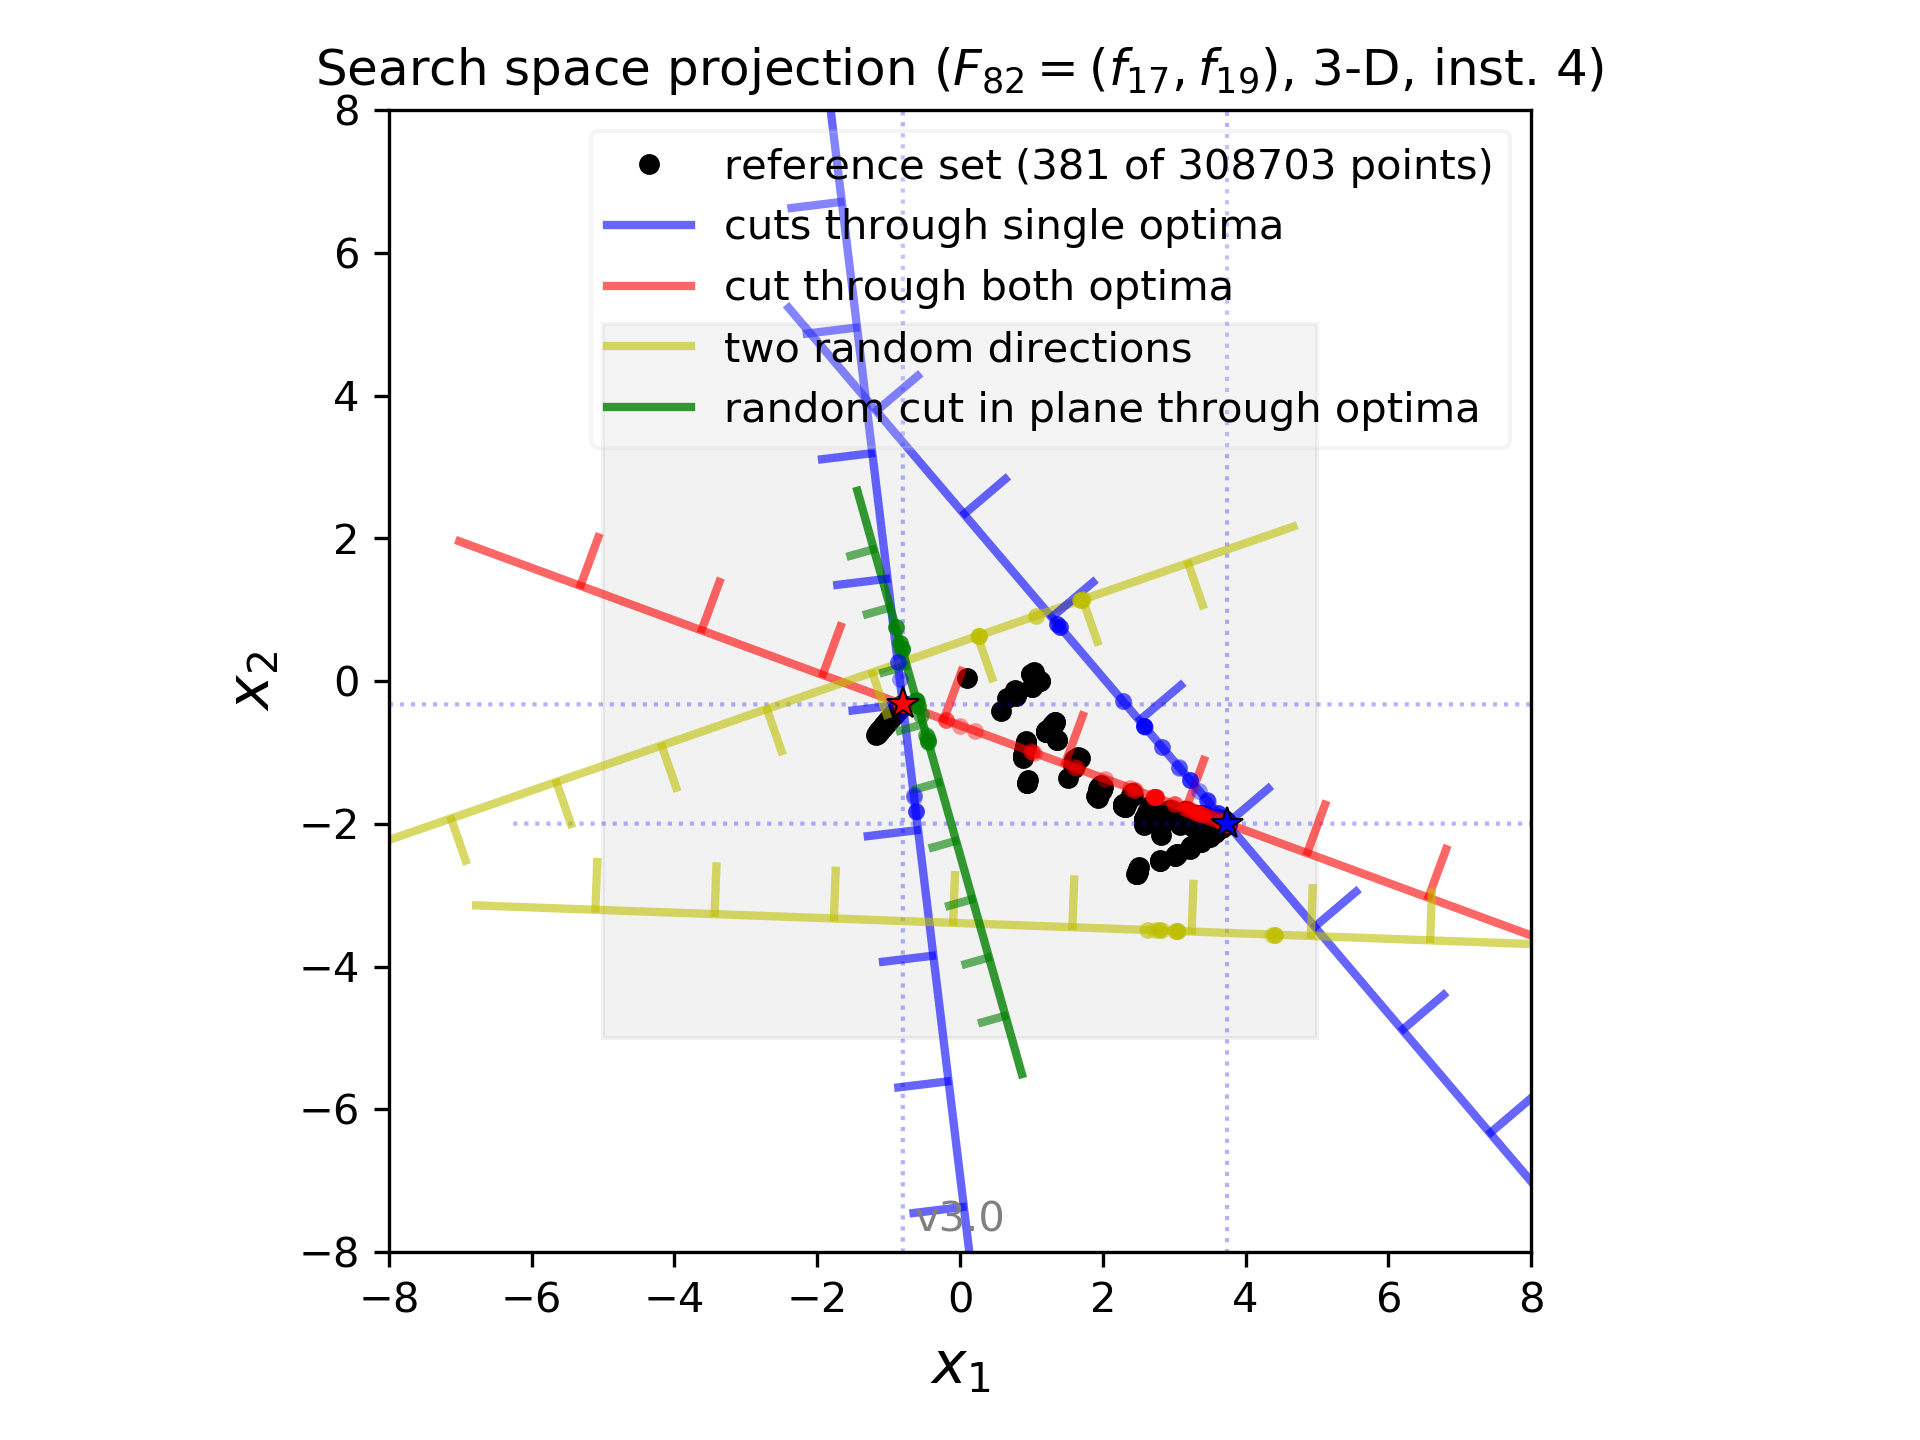 Search space projection (F₈₂ = (f₁₇, f₁₉), 3-D, inst. 4)
reference set (381 of 308703 points)
cuts through single optima
cut through both optima
two random directions
random cut in plane through optima
8
6
4
2
0
−2
−4
−6
−8
x₂
v3.0
−8 −6 −4 −2 0 2 4 6 8
x₁